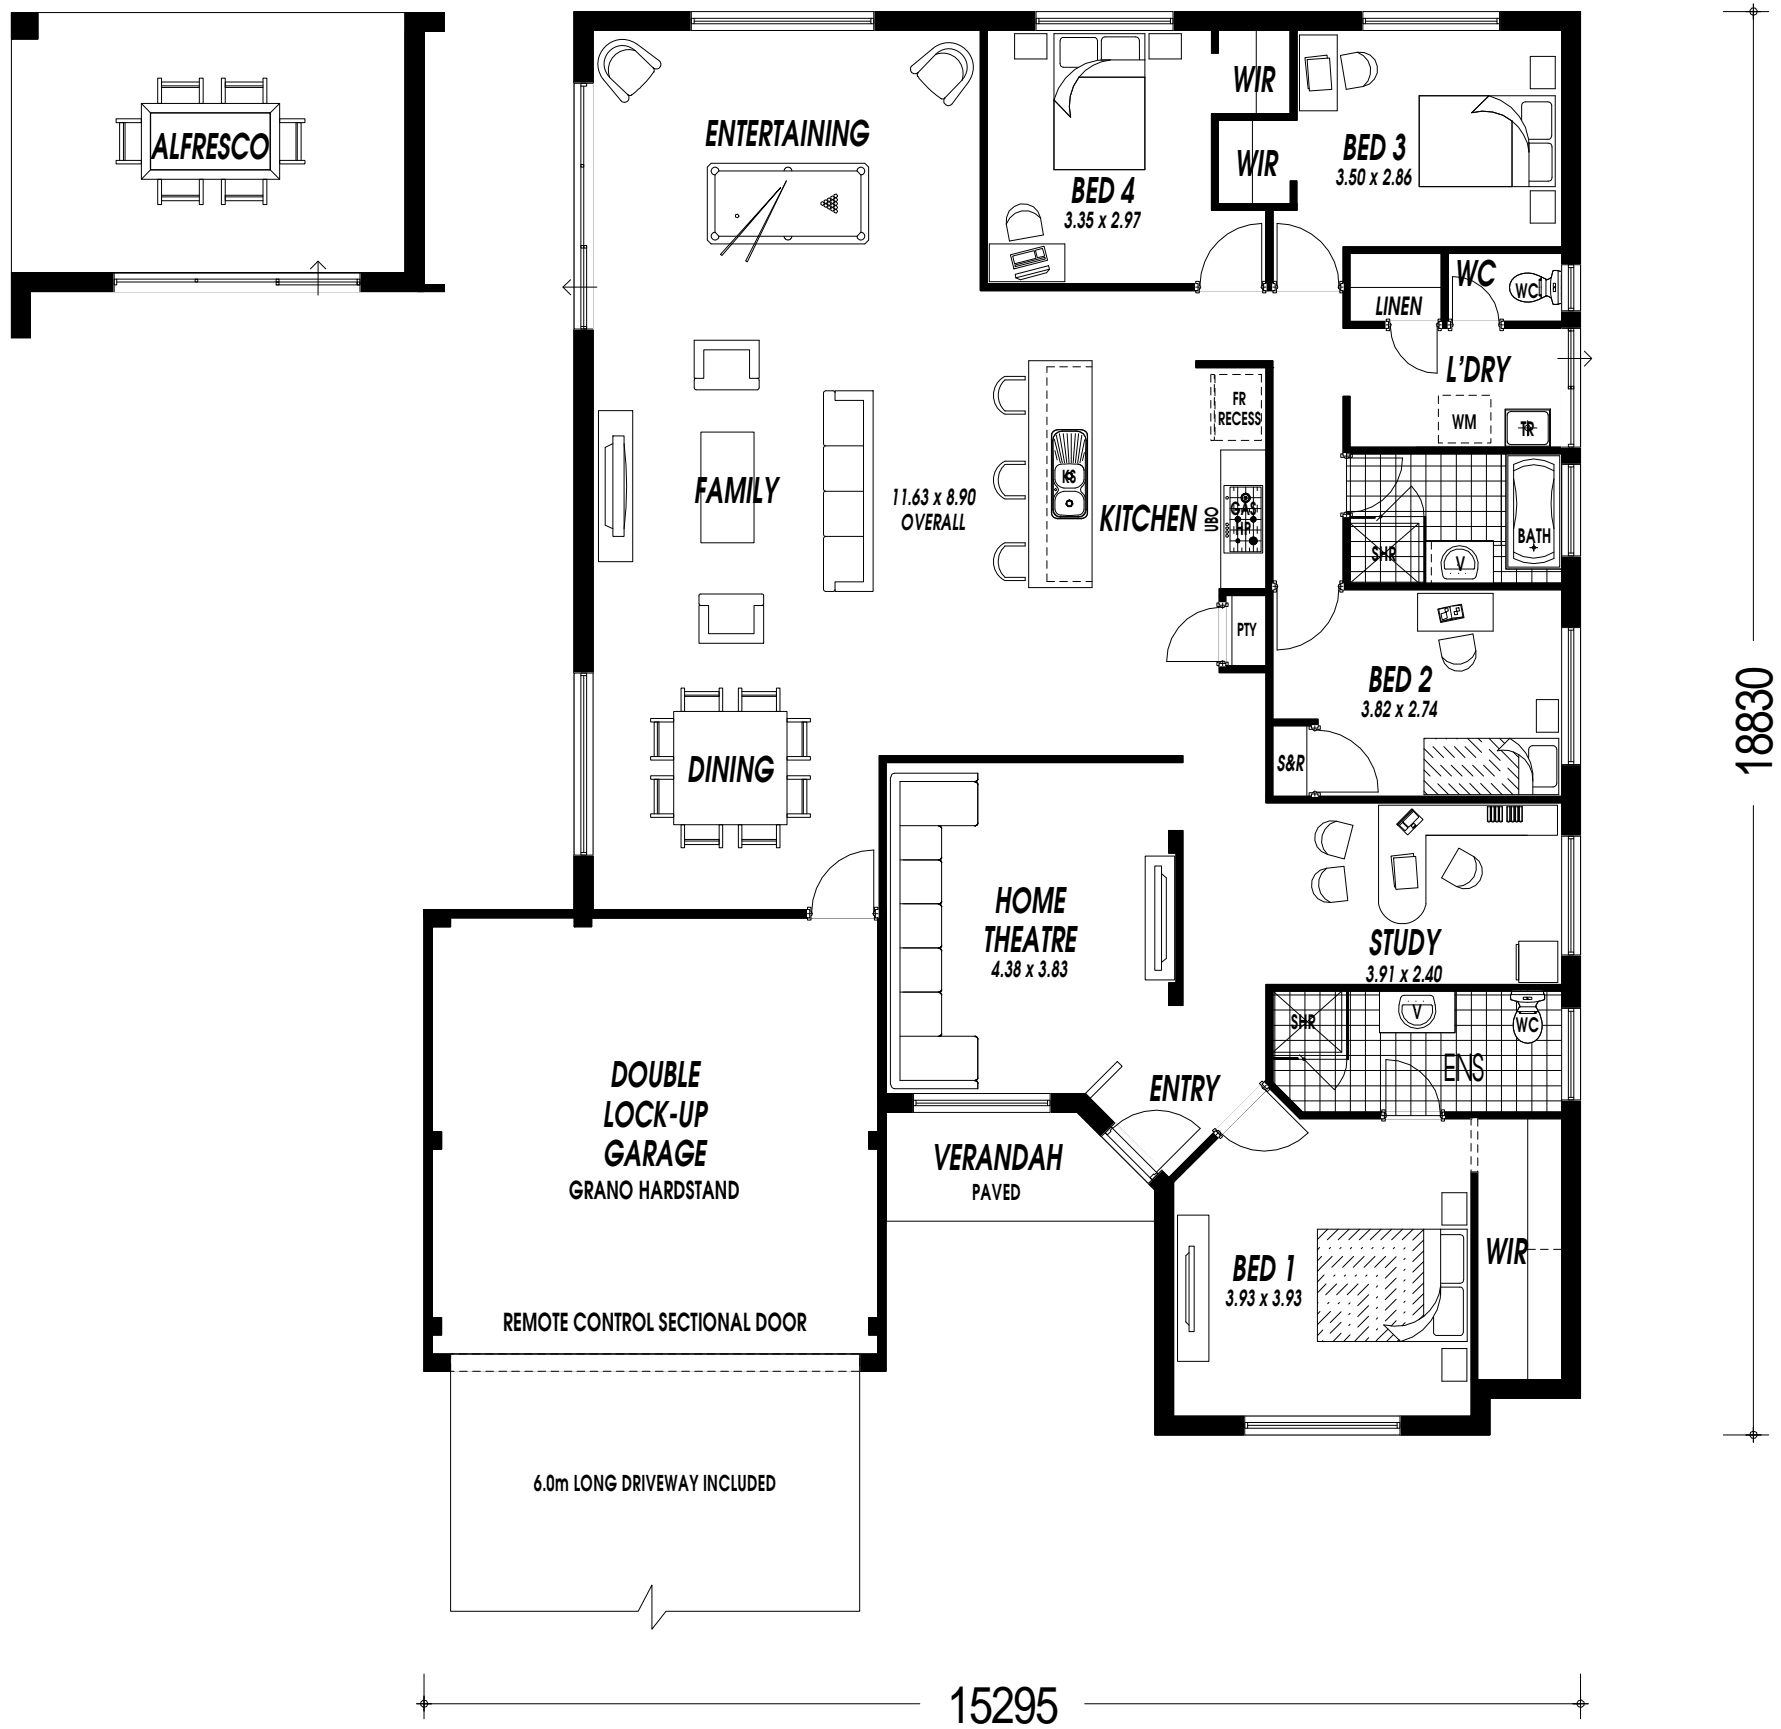 ALFRESCO
ENTERTAINING
WIR
WIR
BED 4
3.35 x 2.97
BED 3
3.50 x 2.86
WC
WC
LINEN
L'DRY
WM
TR
FR
RECESS
FAMILY
11.63 x 8.90
OVERALL
KS
KITCHEN
UBO
GAS
HP
SHR
V
BATH
PTY
BED 2
3.82 x 2.74
S&R
DINING
18830
HOME
THEATRE
4.38 x 3.83
STUDY
3.91 x 2.40
SHR
V
WC
ENS
ENTRY
DOUBLE
LOCK-UP
GARAGE
GRANO HARDSTAND
VERANDAH
PAVED
BED 1
3.93 x 3.93
WIR
REMOTE CONTROL SECTIONAL DOOR
6.0m LONG DRIVEWAY INCLUDED
15295